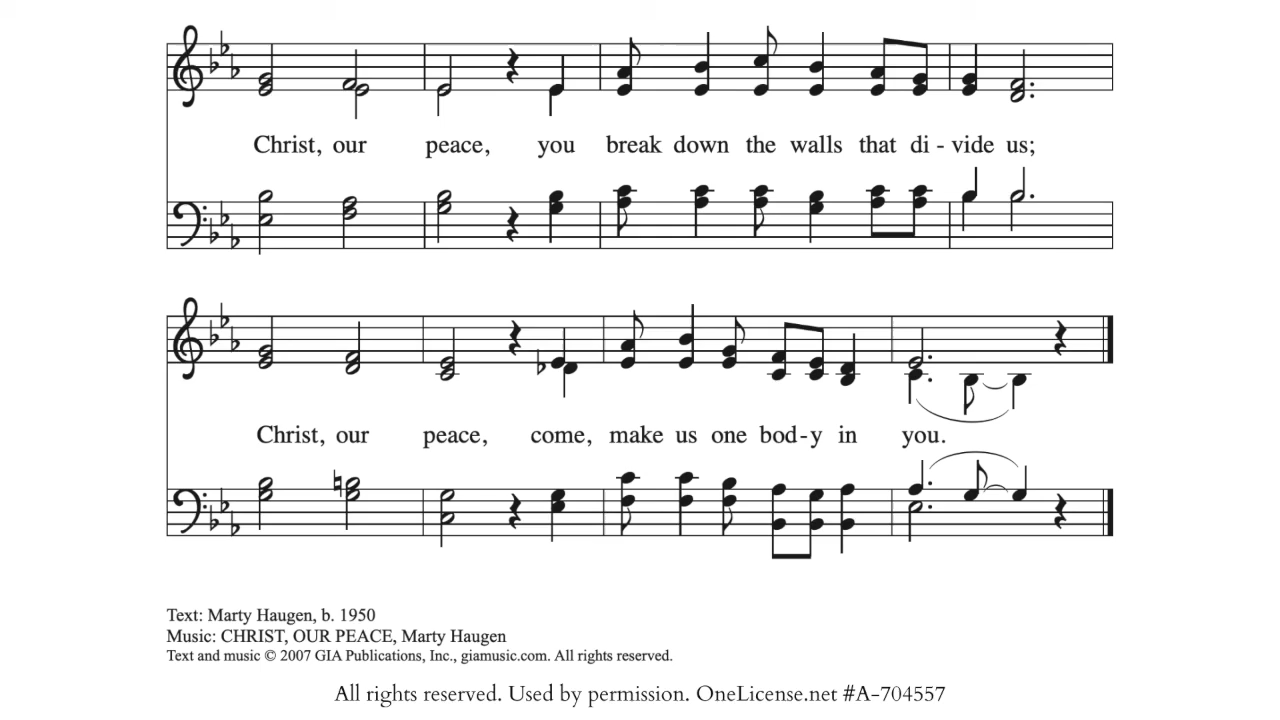 Christ, our peace, you break down the walls that di - vide us;
Christ, our peace, come, make us one bod - y in you.
Text: Marty Haugen, b. 1950
Music: CHRIST, OUR PEACE, Marty Haugen
Text and music © 2007 GIA Publications, Inc., giamusic.com. All rights reserved.
All rights reserved. Used by permission. OneLicense.net #A-704557